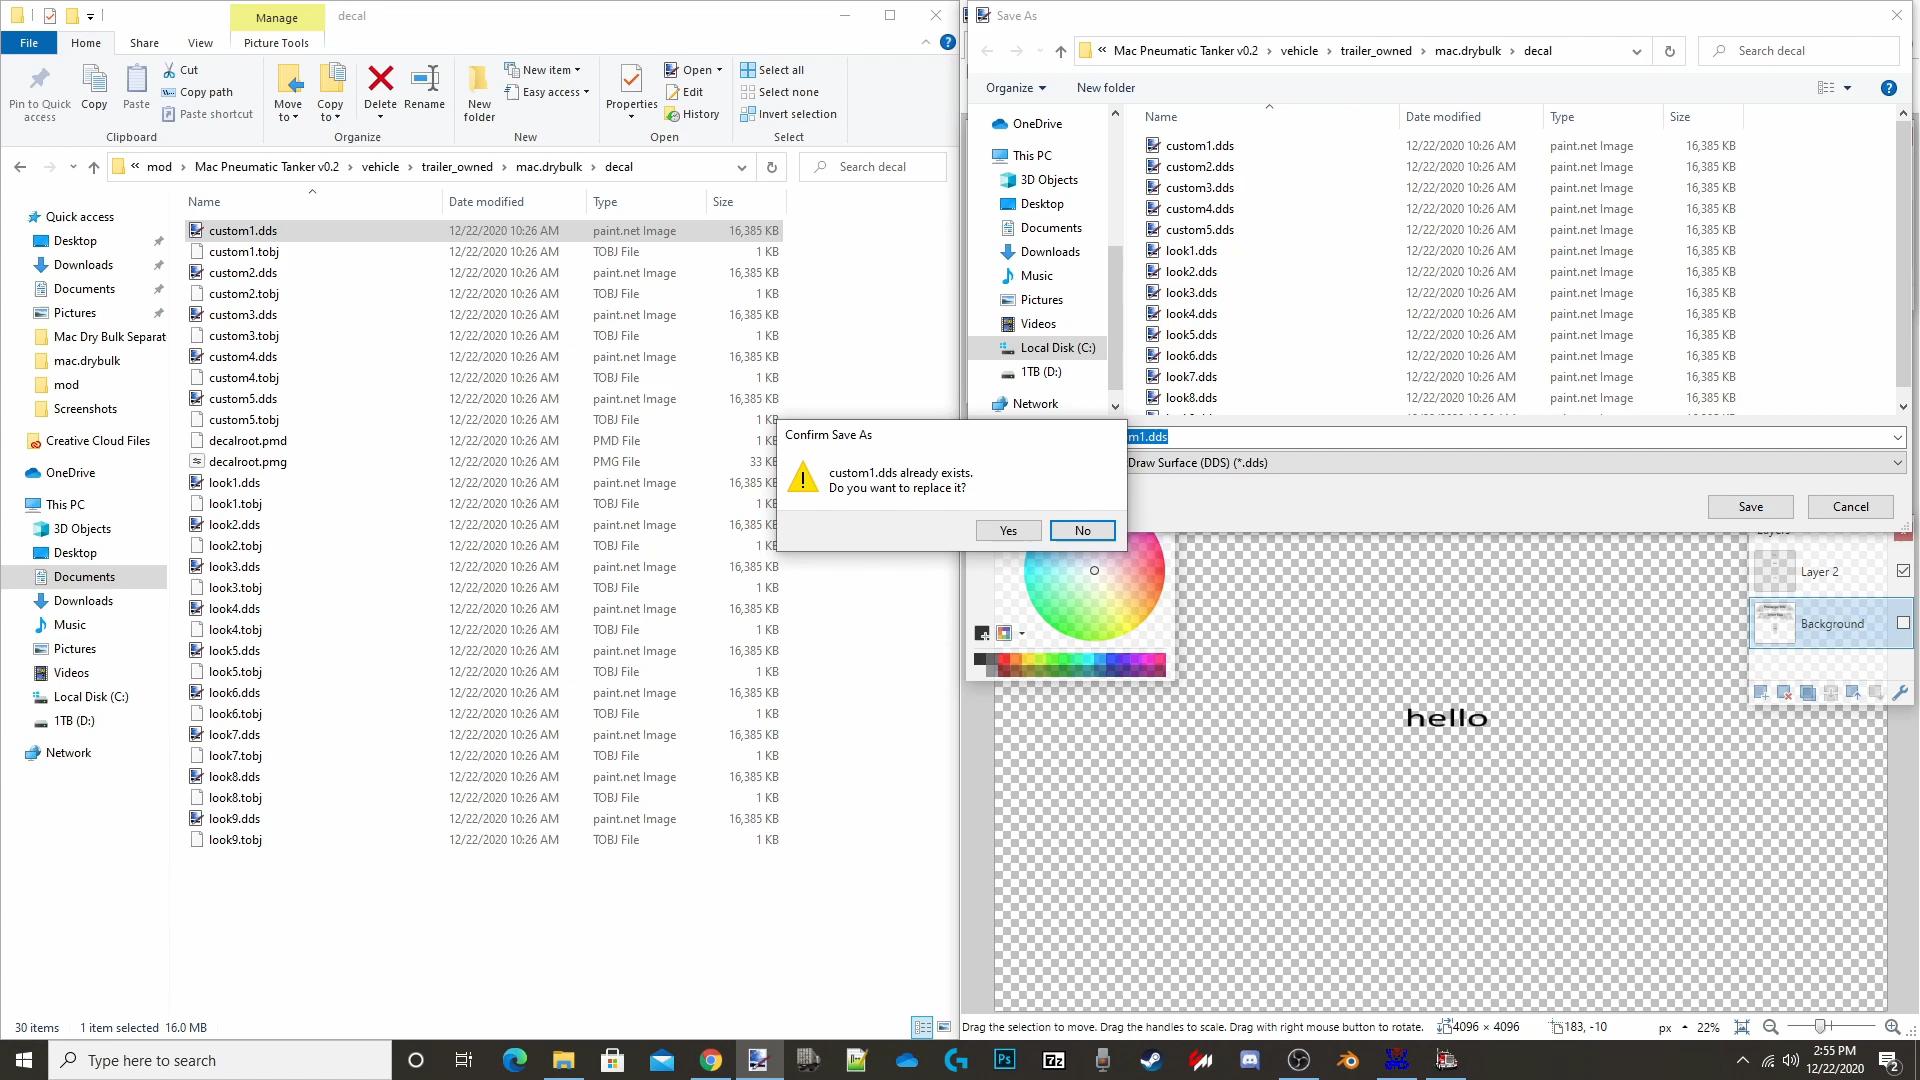 Manage
decal
File
Home
Share
View
Picture Tools
Pin to Quick access
Copy
Paste
Cut
Copy path
Paste shortcut
Clipboard
Move to
Copy to
Delete
Rename
Organize
New folder
New item
Easy access
New
Properties
Open
Edit
History
Open
Select all
Select none
Invert selection
Select
« mod > Mac Pneumatic Tanker v0.2 > vehicle > trailer_owned > mac.drybulk > decal
Search decal
Quick access
Desktop
Downloads
Documents
Pictures
Mac Dry Bulk Separat
mac.drybulk
mod
Screenshots
Creative Cloud Files
OneDrive
This PC
3D Objects
Desktop
Documents
Downloads
Music
Pictures
Videos
Local Disk (C:)
1TB (D:)
Network
Name Date modified Type Size
custom1.dds 12/22/2020 10:26 AM paint.net Image 16,385 KB
custom1.tobj 12/22/2020 10:26 AM TOBJ File 1 KB
custom2.dds 12/22/2020 10:26 AM paint.net Image 16,385 KB
custom2.tobj 12/22/2020 10:26 AM TOBJ File 1 KB
custom3.dds 12/22/2020 10:26 AM paint.net Image 16,385 KB
custom3.tobj 12/22/2020 10:26 AM TOBJ File 1 KB
custom4.dds 12/22/2020 10:26 AM paint.net Image 16,385 KB
custom4.tobj 12/22/2020 10:26 AM TOBJ File 1 KB
custom5.dds 12/22/2020 10:26 AM paint.net Image 16,385 KB
custom5.tobj 12/22/2020 10:26 AM TOBJ File 1 K
decalroot.pmd 12/22/2020 10:26 AM PMD File 1 K
decalroot.pmg 12/22/2020 10:26 AM PMG File 33 K
look1.dds 12/22/2020 10:26 AM paint.net Image 16,385 K
look1.tobj 12/22/2020 10:26 AM TOBJ File 1 K
look2.dds 12/22/2020 10:26 AM paint.net Image 16,385 K
look2.tobj 12/22/2020 10:26 AM TOBJ File 1 K
look3.dds 12/22/2020 10:26 AM paint.net Image 16,385 KB
look3.tobj 12/22/2020 10:26 AM TOBJ File 1 KB
look4.dds 12/22/2020 10:26 AM paint.net Image 16,385 KB
look4.tobj 12/22/2020 10:26 AM TOBJ File 1 KB
look5.dds 12/22/2020 10:26 AM paint.net Image 16,385 KB
look5.tobj 12/22/2020 10:26 AM TOBJ File 1 KB
look6.dds 12/22/2020 10:26 AM paint.net Image 16,385 KB
look6.tobj 12/22/2020 10:26 AM TOBJ File 1 KB
look7.dds 12/22/2020 10:26 AM paint.net Image 16,385 KB
look7.tobj 12/22/2020 10:26 AM TOBJ File 1 KB
look8.dds 12/22/2020 10:26 AM paint.net Image 16,385 KB
look8.tobj 12/22/2020 10:26 AM TOBJ File 1 KB
look9.dds 12/22/2020 10:26 AM paint.net Image 16,385 KB
look9.tobj 12/22/2020 10:26 AM TOBJ File 1 KB
30 items 1 item selected 16.0 MB
Save As
« Mac Pneumatic Tanker v0.2 > vehicle > trailer_owned > mac.drybulk > decal
Search decal
Organize New folder
OneDrive
This PC
3D Objects
Desktop
Documents
Downloads
Music
Pictures
Videos
Local Disk (C:)
1TB (D:)
Network
Name Date modified Type Size
custom1.dds 12/22/2020 10:26 AM paint.net Image 16,385 KB
custom2.dds 12/22/2020 10:26 AM paint.net Image 16,385 KB
custom3.dds 12/22/2020 10:26 AM paint.net Image 16,385 KB
custom4.dds 12/22/2020 10:26 AM paint.net Image 16,385 KB
custom5.dds 12/22/2020 10:26 AM paint.net Image 16,385 KB
look1.dds 12/22/2020 10:26 AM paint.net Image 16,385 KB
look2.dds 12/22/2020 10:26 AM paint.net Image 16,385 KB
look3.dds 12/22/2020 10:26 AM paint.net Image 16,385 KB
look4.dds 12/22/2020 10:26 AM paint.net Image 16,385 KB
look5.dds 12/22/2020 10:26 AM paint.net Image 16,385 KB
look6.dds 12/22/2020 10:26 AM paint.net Image 16,385 KB
look7.dds 12/22/2020 10:26 AM paint.net Image 16,385 KB
look8.dds 12/22/2020 10:26 AM paint.net Image 16,385 KB
m1.dds
Draw Surface (DDS) (*.dds)
Save Cancel
Confirm Save As
custom1.dds already exists.
Do you want to replace it?
Yes No
Layers
Layer 2
Background
hello
Drag the selection to move. Drag the handles to scale. Drag with right mouse button to rotate. 4096 × 4096 183, -10 px 22%
Type here to search
Ps
7z
2:55 PM
12/22/2020
2